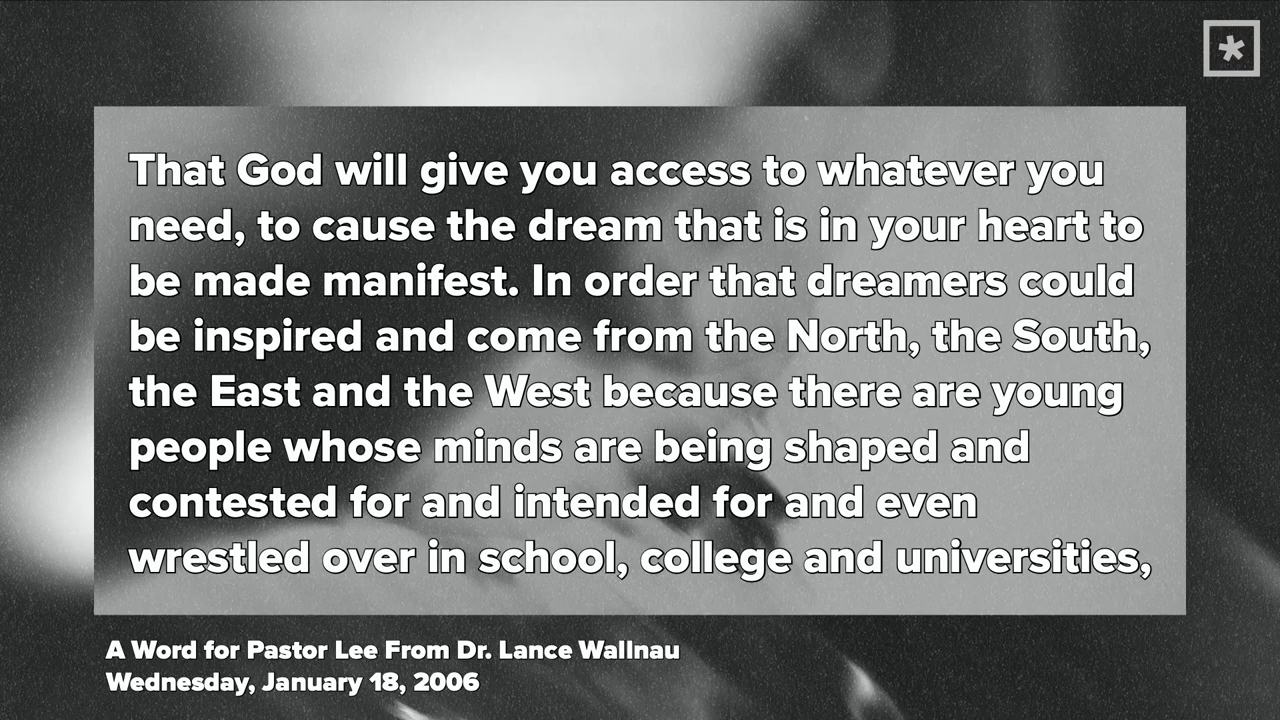 That God will give you access to whatever you
need, to cause the dream that is in your heart to
be made manifest. In order that dreamers could
be inspired and come from the North, the South,
the East and the West because there are young
people whose minds are being shaped and
contested for and intended for and even
wrestled over in school, college and universities,
A Word for Pastor Lee From Dr. Lance Wallnau
Wednesday, January 18, 2006